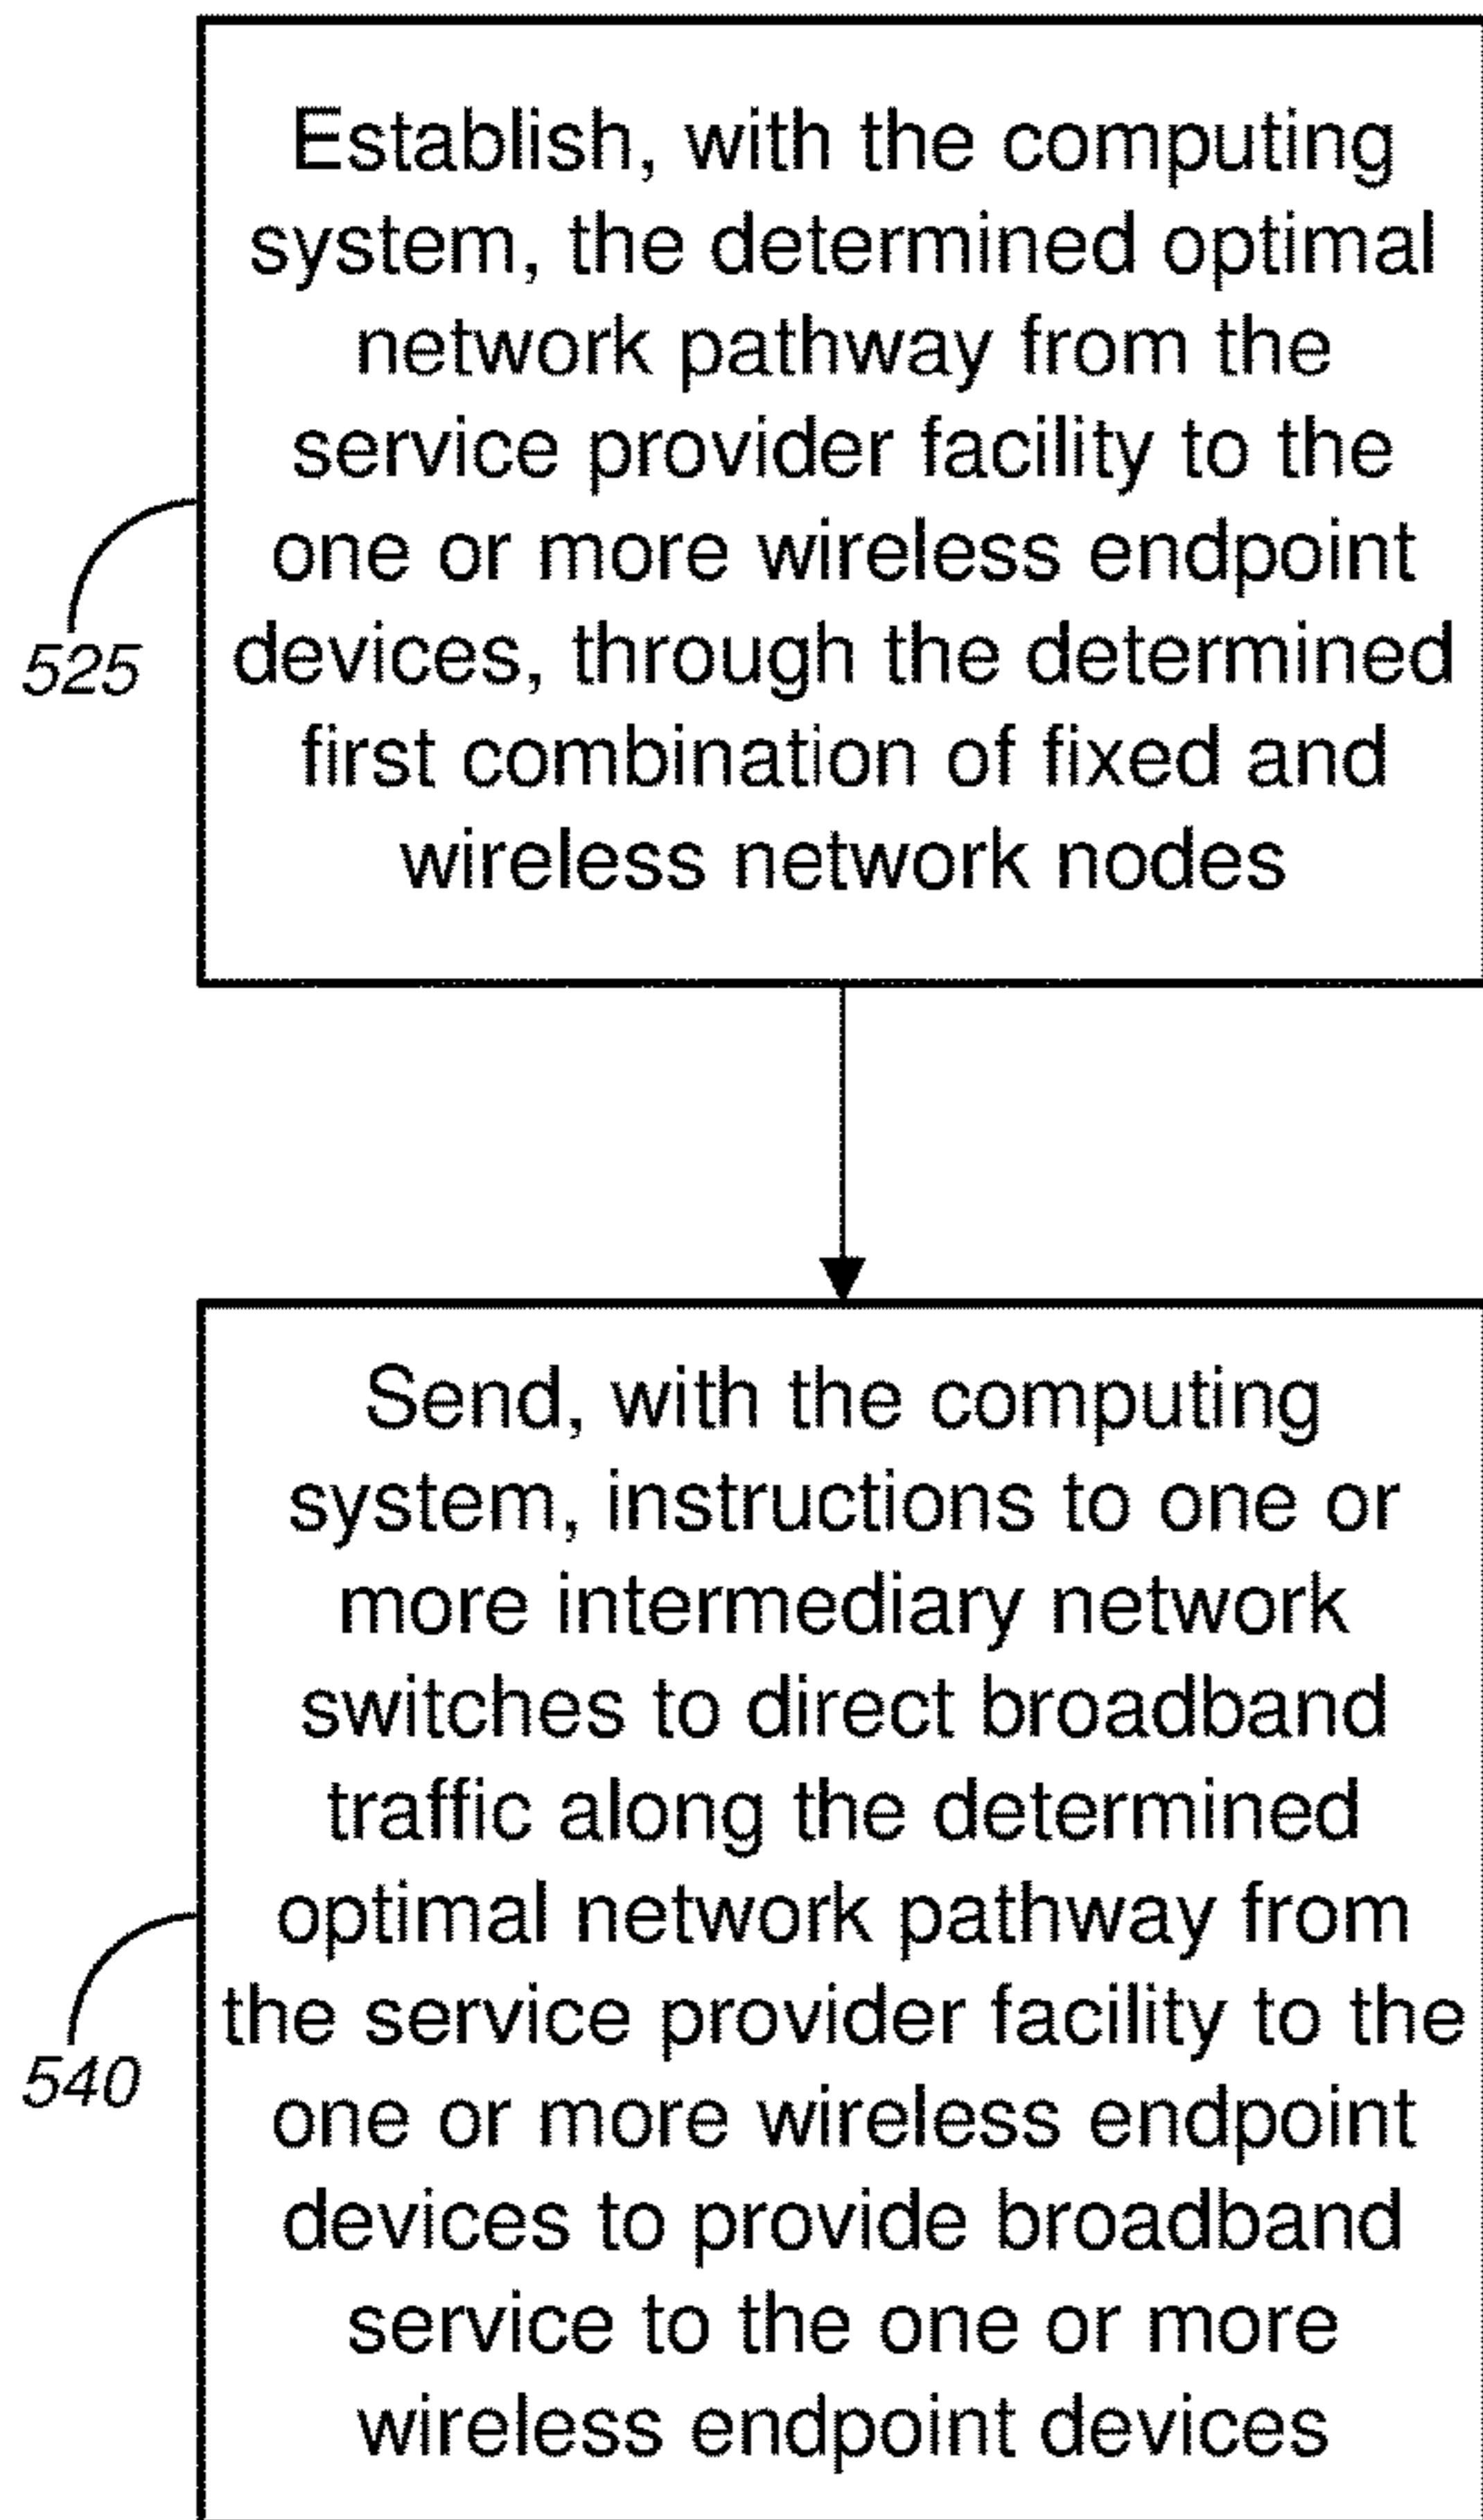 Establish, with the computing
system, the determined optimal
network pathway from the
service provider facility to the
one or more wireless endpoint
devices, through the determined
first combination of fixed and
wireless network nodes
525
Send, with the computing
system, instructions to one or
more intermediary network
switches to direct broadband
traffic along the determined
optimal network pathway from
the service provider facility to the
one or more wireless endpoint
devices to provide broadband
service to the one or more
wireless endpoint devices
540